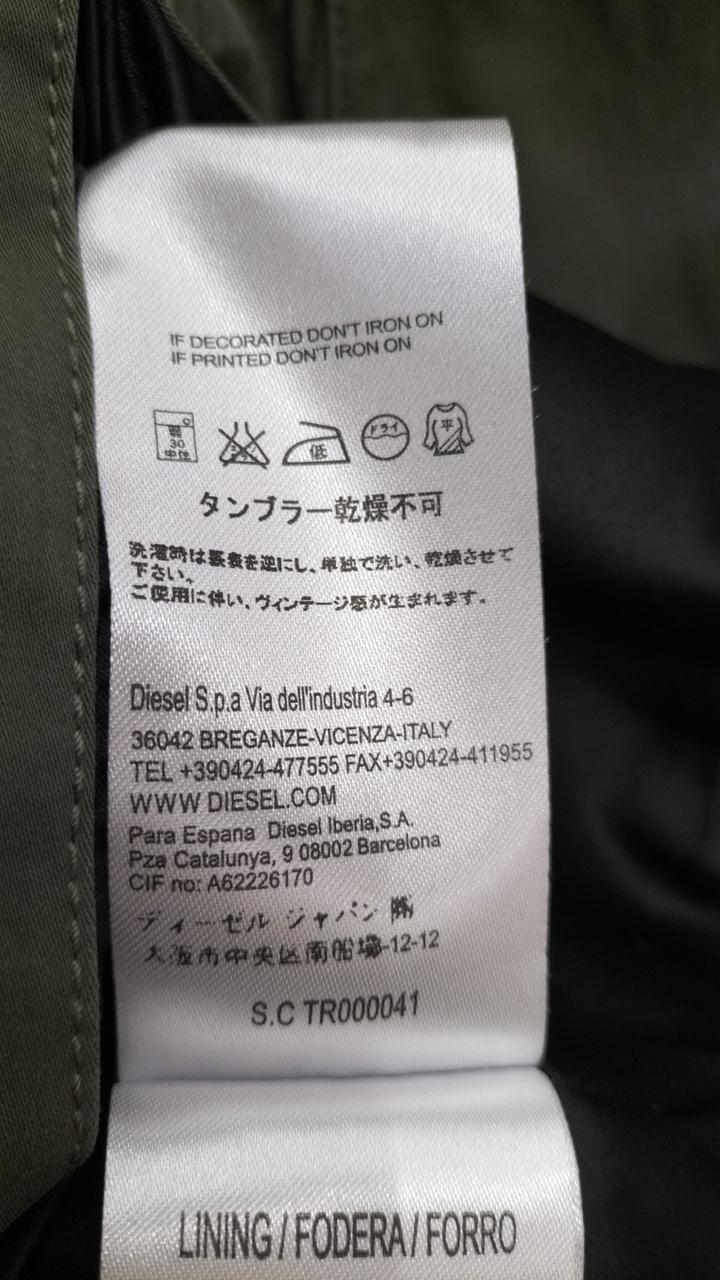 IF DECORATED DON'T IRON ON
IF PRINTED DON'T IRON ON
弱
30
中性
低
ドライ
平
タンブラー乾燥不可
洗濯時は裏表を逆にし、単独で洗い、乾燥させて
下さい。
ご使用に伴い、ヴィンテージ感が生まれます。
Diesel S.p.a Via dell'industria 4-6
36042 BREGANZE-VICENZA-ITALY
TEL +390424-477555 FAX+390424-411955
WWW DIESEL.COM
Para Espana Diesel Iberia,S.A.
Pza Catalunya, 9 08002 Barcelona
CIF no: A62226170
ディーゼル ジャパン ㈱
大阪市中央区南船場-12-12
S.C TR000041
LINING / FODERA / FORRO